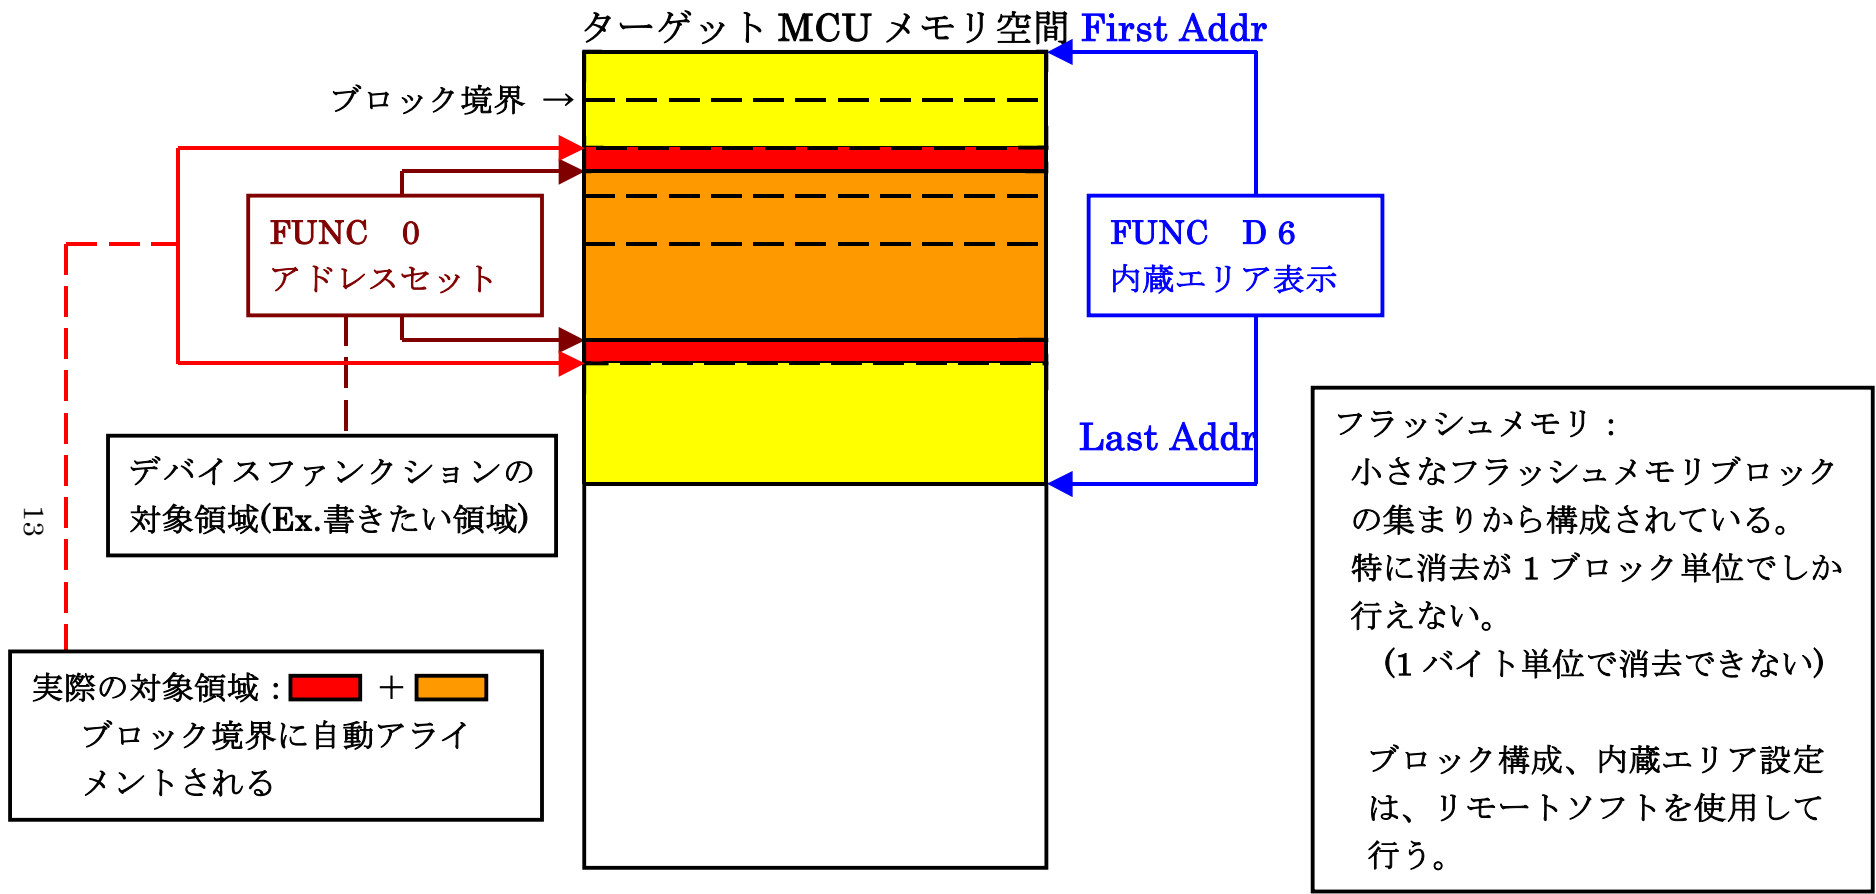 ターゲット MCU メモリ空間 First Addr
ブロック境界 →
FUNC 0
アドレスセット
FUNC D 6
内蔵エリア表示
Last Addr
デバイスファンクションの
対象領域(Ex.書きたい領域)
13
実際の対象領域 : +
ブロック境界に自動アライ
メントされる
フラッシュメモリ :
小さなフラッシュメモリブロック
の集まりから構成されている。
特に消去が 1 ブロック単位でしか
行えない。
(1 バイト単位で消去できない)
ブロック構成、内蔵エリア設定
は、リモートソフトを使用して
行う。